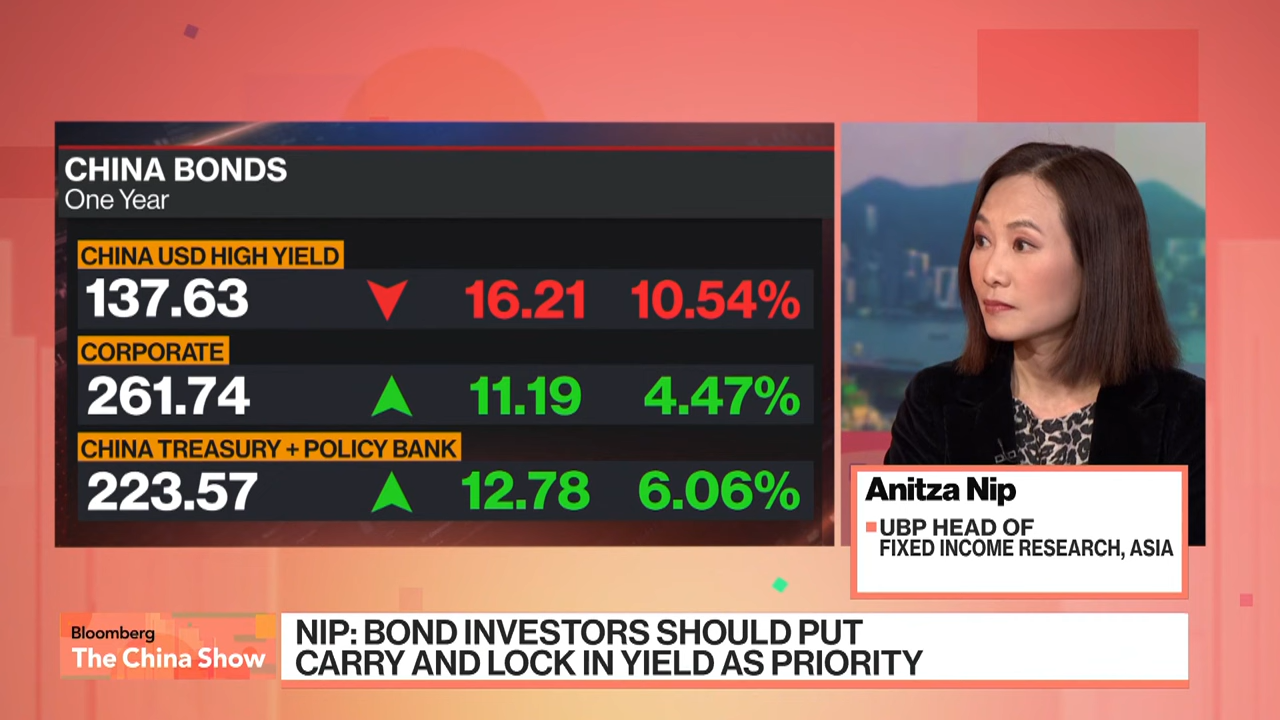 CHINA BONDS
One Year
CHINA USD HIGH YIELD
137.63 ▼ 16.21 10.54%
CORPORATE
261.74 ▲ 11.19 4.47%
CHINA TREASURY + POLICY BANK
223.57 ▲ 12.78 6.06%
Anitza Nip
UBP HEAD OF
FIXED INCOME RESEARCH, ASIA
Bloomberg
The China Show
NIP: BOND INVESTORS SHOULD PUT
CARRY AND LOCK IN YIELD AS PRIORITY